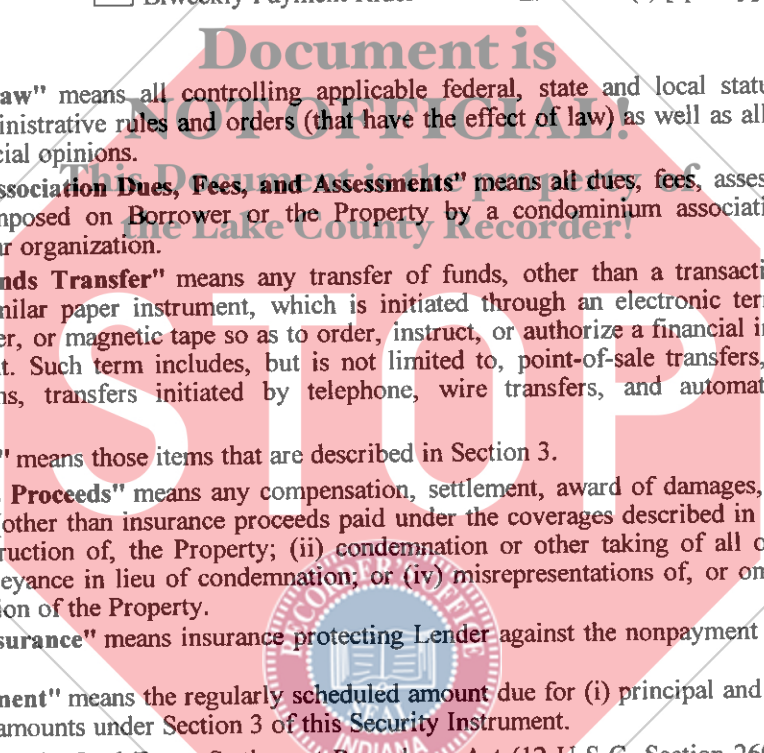 Biweekly Payment Rider
Document is
aw" means all controlling applicable federal, state and local statu
NOT OFFICIAL!
inistrative rules and orders (that have the effect of law) as well as all
cial opinions.
This Document is the property of
ssociation Dues, Fees, and Assessments" means all dues, fees, asses
mposed on Borrower or the Property by a condominium associati
the Lake County Recorder!
ar organization.
nds Transfer" means any transfer of funds, other than a transacti
milar paper instrument, which is initiated through an electronic ter
er, or magnetic tape so as to order, instruct, or authorize a financial in
t. Such term includes, but is not limited to, point-of-sale transfers,
ns, transfers initiated by telephone, wire transfers, and automat
STOP
" means those items that are described in Section 3.
Proceeds" means any compensation, settlement, award of damages,
(other than insurance proceeds paid under the coverages described in
ruction of, the Property; (ii) condemnation or other taking of all o
eyance in lieu of condemnation; or (iv) misrepresentations of, or om
ion of the Property.
RECORDER'S OFFICE
surance" means insurance protecting Lender against the nonpayment
ment" means the regularly scheduled amount due for (i) principal and
amounts under Section 3 of this Security Instrument.
SEAL
INDIANA